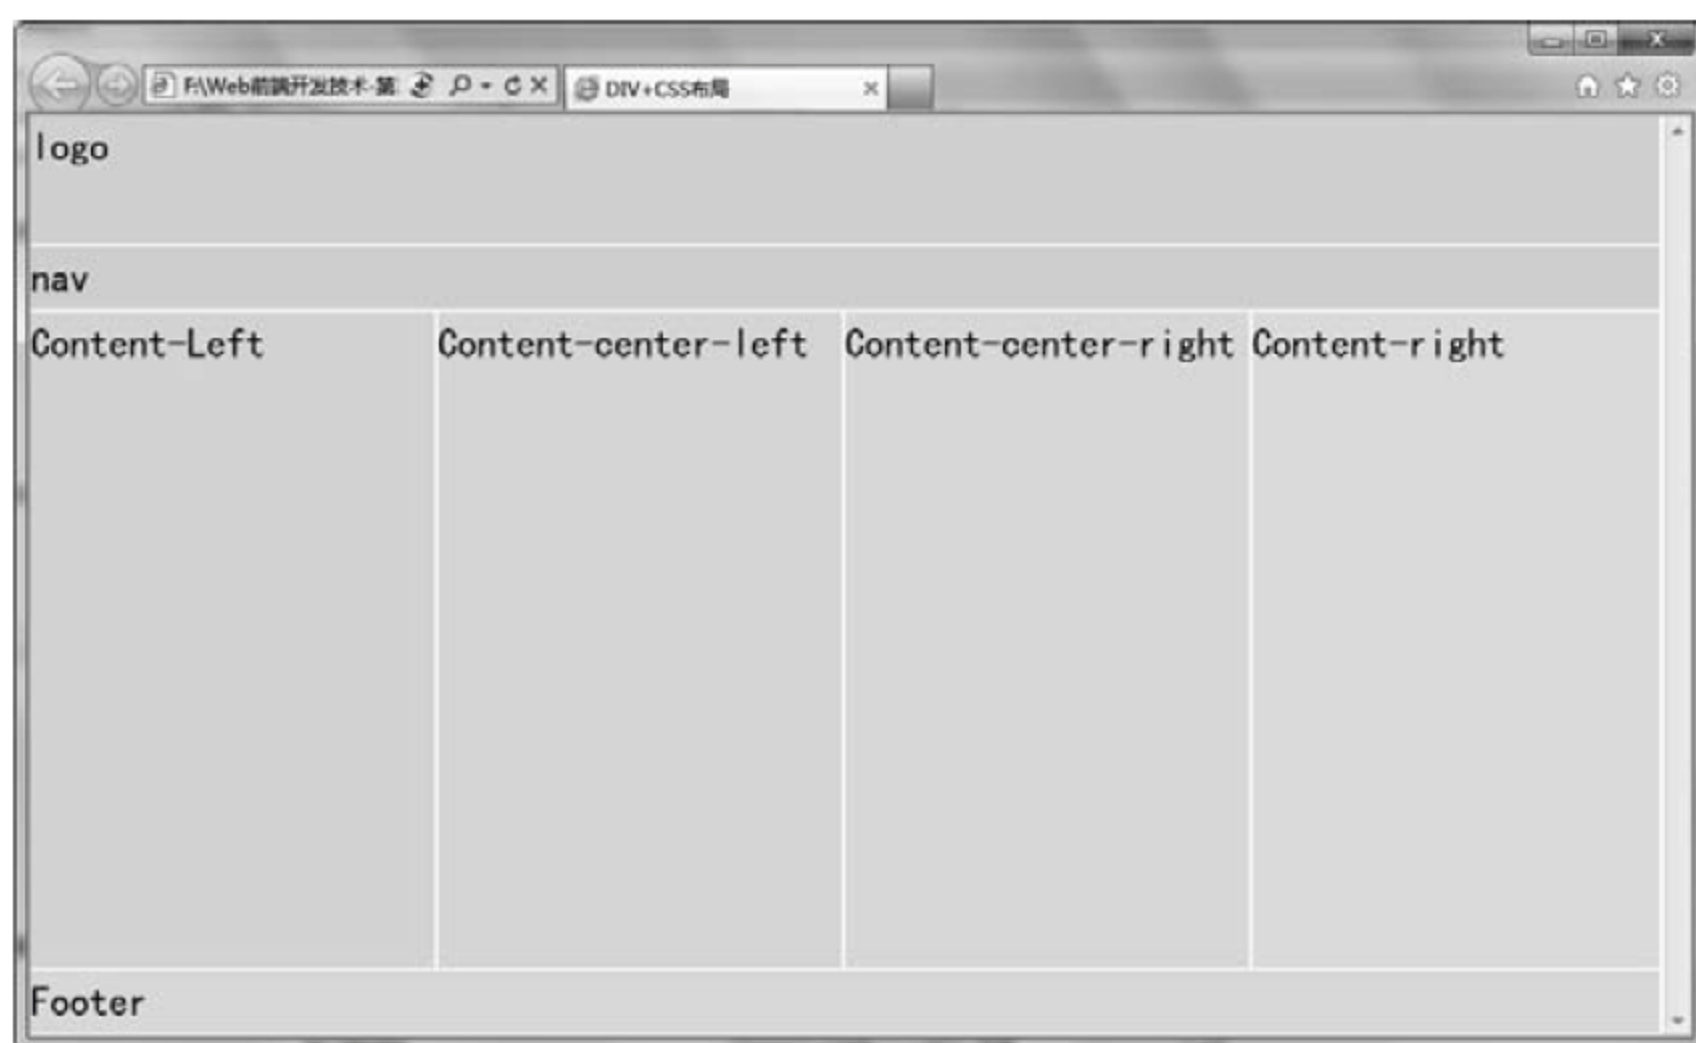 F:\Web前端开发技术-第
DIV+CSS布局
logo
nav
Content-Left Content-center-left Content-center-right Content-right
Footer